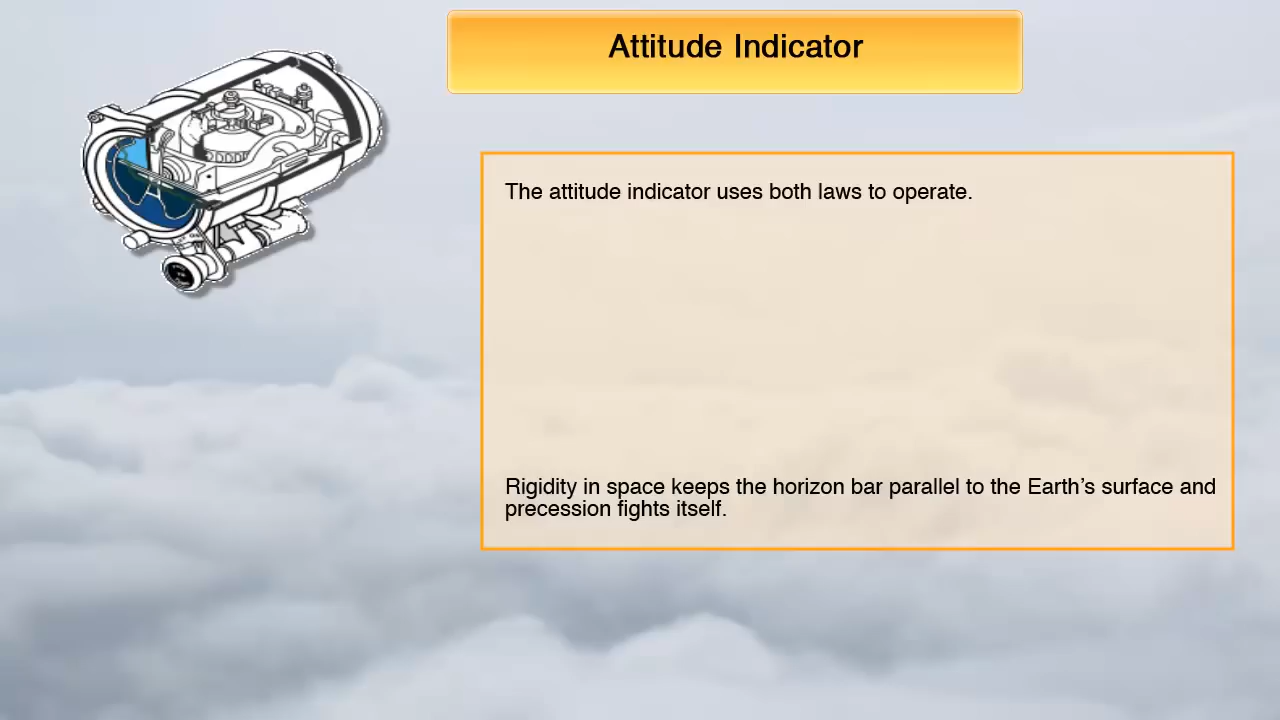 Attitude Indicator
The attitude indicator uses both laws to operate.
Rigidity in space keeps the horizon bar parallel to the Earth’s surface and
precession fights itself.